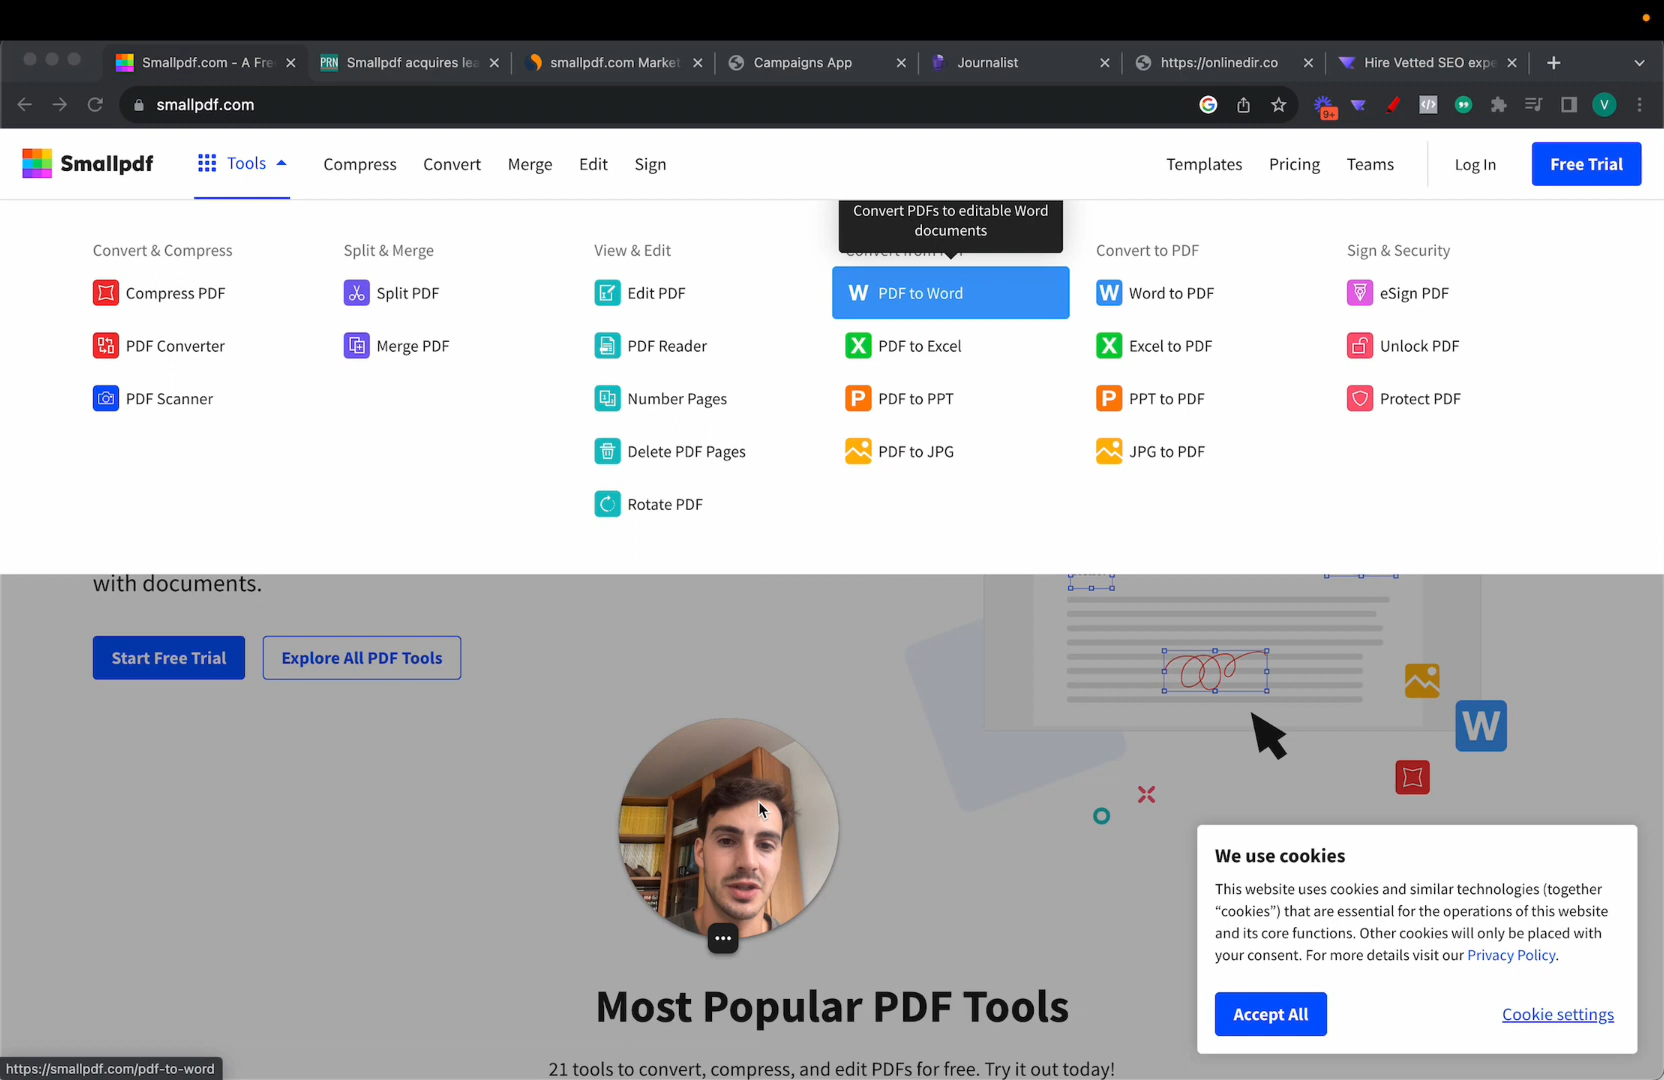 Smallpdf.com - A Fre
PRN
Smallpdf acquires lea
smallpdf.com Market
Campaigns App
Journalist
https://onlinedir.co
Hire Vetted SEO expe
smallpdf.com
9+
V
Smallpdf
Tools
Compress
Convert
Merge
Edit
Sign
Templates
Pricing
Teams
Log In
Free Trial
Convert PDFs to editable Word
documents
Convert & Compress
Compress PDF
PDF Converter
PDF Scanner
Split & Merge
Split PDF
Merge PDF
View & Edit
Edit PDF
PDF Reader
Number Pages
Delete PDF Pages
Rotate PDF
W PDF to Word
X PDF to Excel
P PDF to PPT
PDF to JPG
Convert to PDF
W Word to PDF
X Excel to PDF
P PPT to PDF
JPG to PDF
Sign & Security
eSign PDF
Unlock PDF
Protect PDF
with documents.
Start Free Trial
Explore All PDF Tools
W
Most Popular PDF Tools
21 tools to convert, compress, and edit PDFs for free. Try it out today!
We use cookies
This website uses cookies and similar technologies (together
“cookies”) that are essential for the operations of this website
and its core functions. Other cookies will only be placed with
your consent. For more details visit our Privacy Policy.
Accept All
Cookie settings
https://smallpdf.com/pdf-to-word